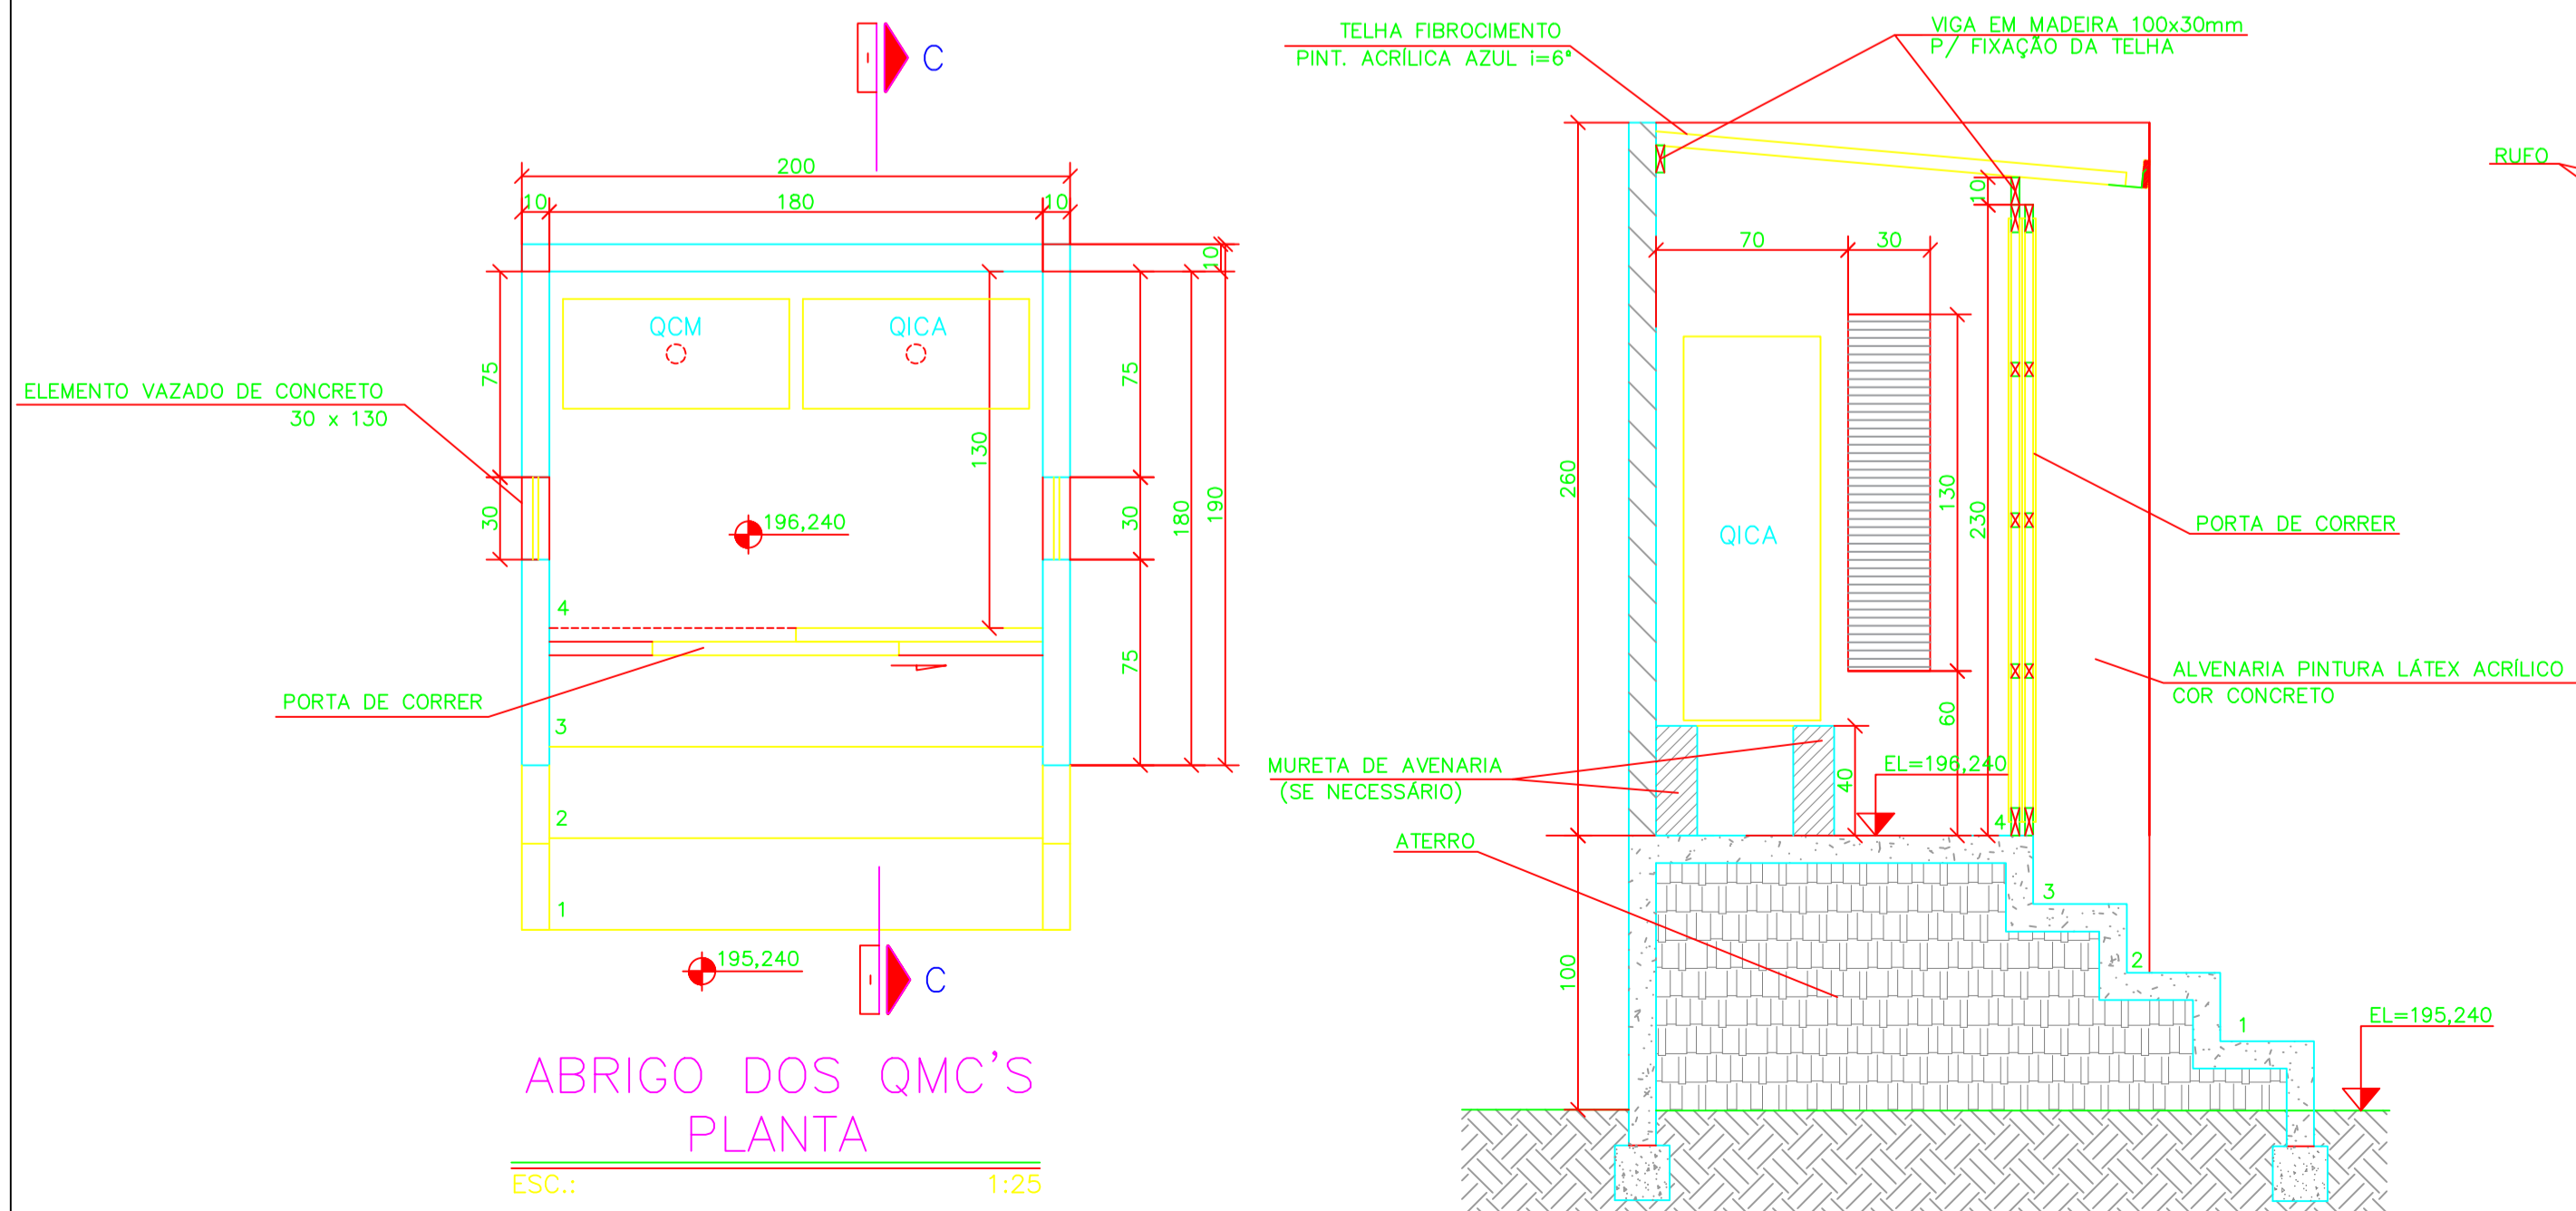 C
200
10
180
10
10
QCM
QICA
75
75
130
ELEMENTO VAZADO DE CONCRETO
30 x 130
30
196,240
30
180
190
4
75
PORTA DE CORRER
3
2
1
195,240
C
ABRIGO DOS QMC'S
PLANTA
ESC.:
1:25
TELHA FIBROCIMENTO
PINT. ACRÍLICA AZUL i=6°
VIGA EM MADEIRA 100x30mm
P/ FIXAÇÃO DA TELHA
RUFO
10
70
30
260
130
230
QICA
PORTA DE CORRER
ALVENARIA PINTURA LÁTEX ACRÍLICO
COR CONCRETO
60
MURETA DE AVENARIA
(SE NECESSÁRIO)
40
EL=196,240
4
ATERRO
3
100
2
1
EL=195,240